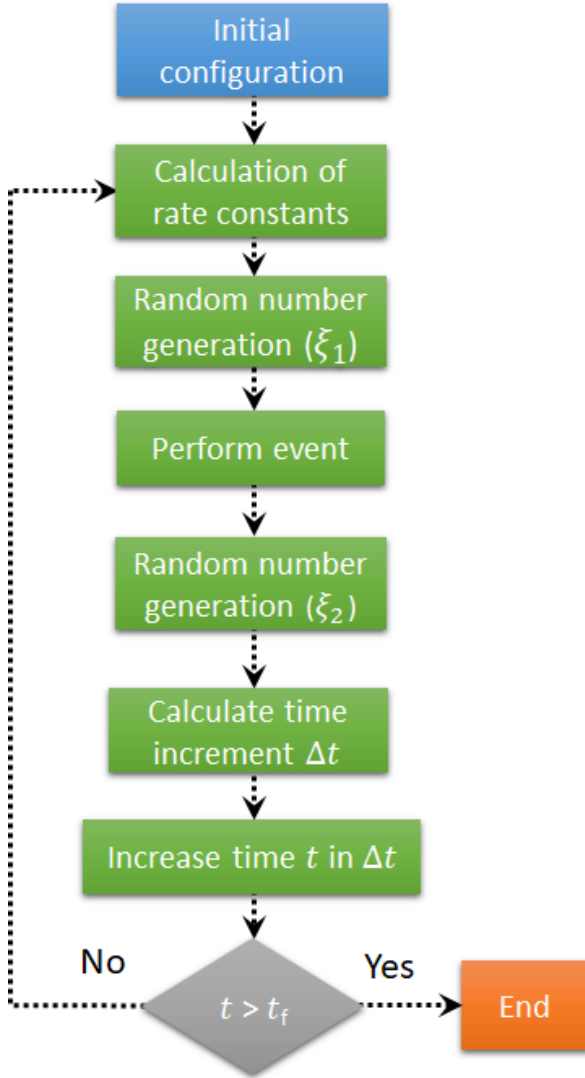 Initial
configuration
Calculation of
rate constants
Random number
generation (ξ₁)
Perform event
Random number
generation (ξ₂)
Calculate time
increment Δt
Increase time t in Δt
No
Yes
t > t_f
End